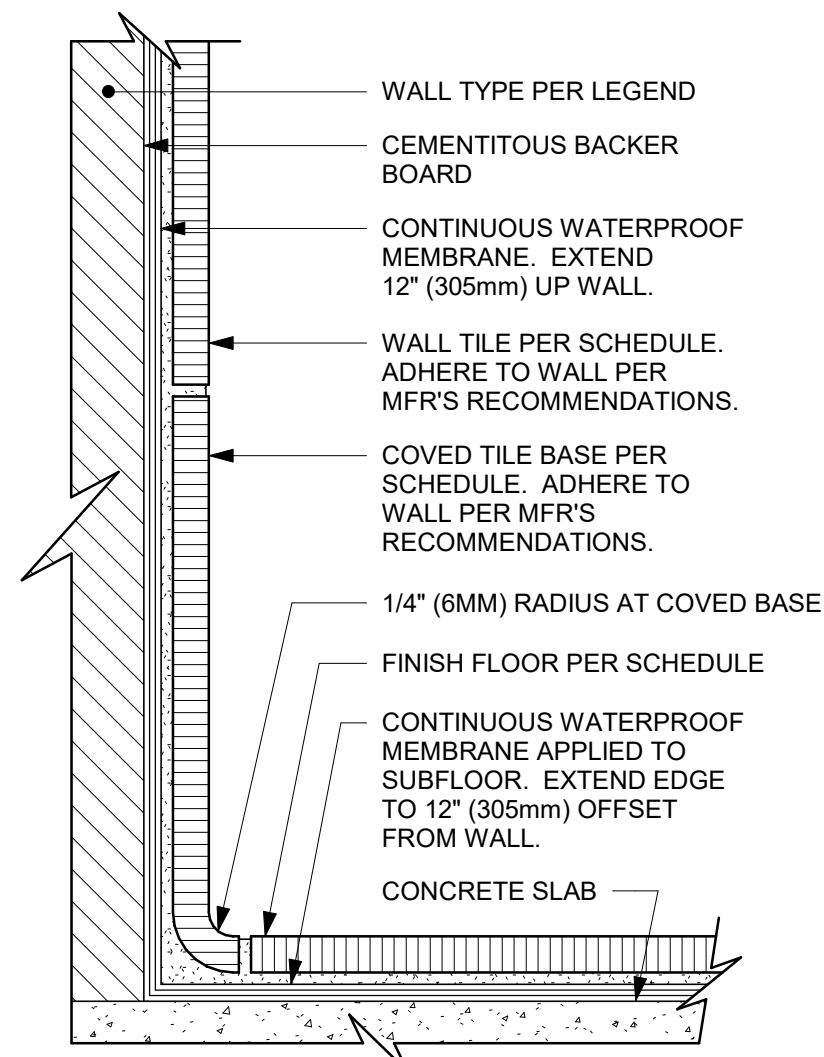 WALL TYPE PER LEGEND
CEMENTITOUS BACKER
BOARD
CONTINUOUS WATERPROOF
MEMBRANE. EXTEND
12" (305mm) UP WALL.
WALL TILE PER SCHEDULE.
ADHERE TO WALL PER
MFR'S RECOMMENDATIONS.
COVED TILE BASE PER
SCHEDULE. ADHERE TO
WALL PER MFR'S
RECOMMENDATIONS.
1/4" (6MM) RADIUS AT COVED BASE
FINISH FLOOR PER SCHEDULE
CONTINUOUS WATERPROOF
MEMBRANE APPLIED TO
SUBFLOOR. EXTEND EDGE
TO 12" (305mm) OFFSET
FROM WALL.
CONCRETE SLAB